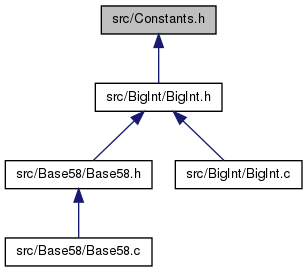 src/Constants.h
src/BigInt/BigInt.h
src/Base58/Base58.h
src/BigInt/BigInt.c
src/Base58/Base58.c